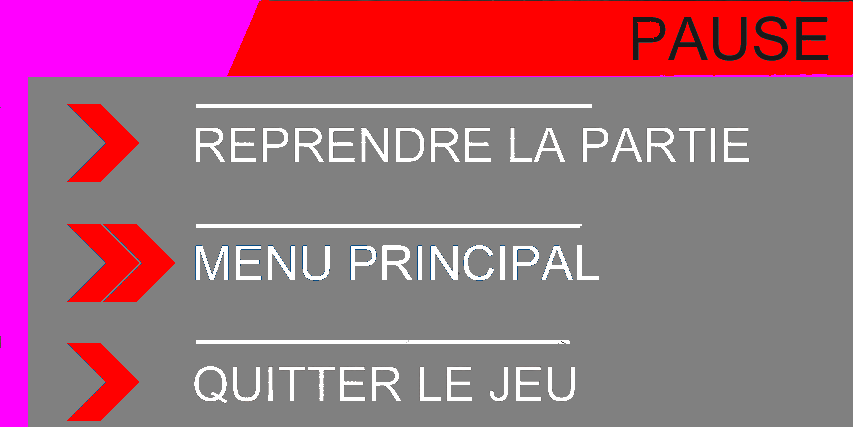 PAUSE
REPRENDRE LA PARTIE
MENU PRINCIPAL
QUITTER LE JEU